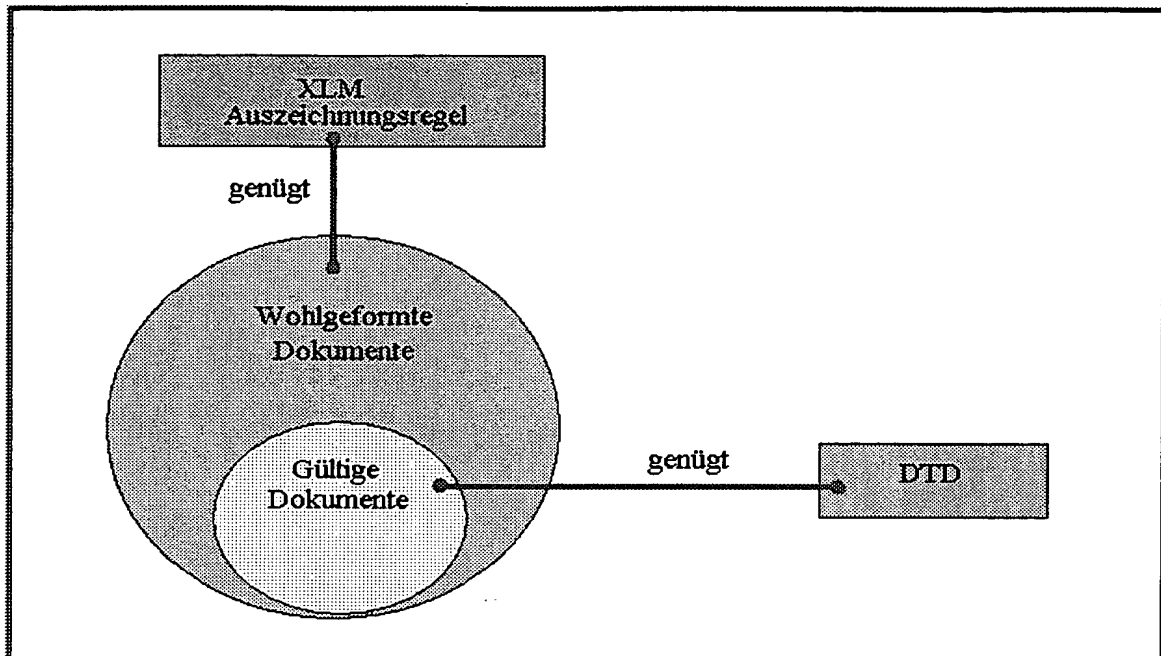 XLM
Auszeichnungsregel
genügt
Wohlgeformte
Dokumente
Gültige
Dokumente
genügt
DTD